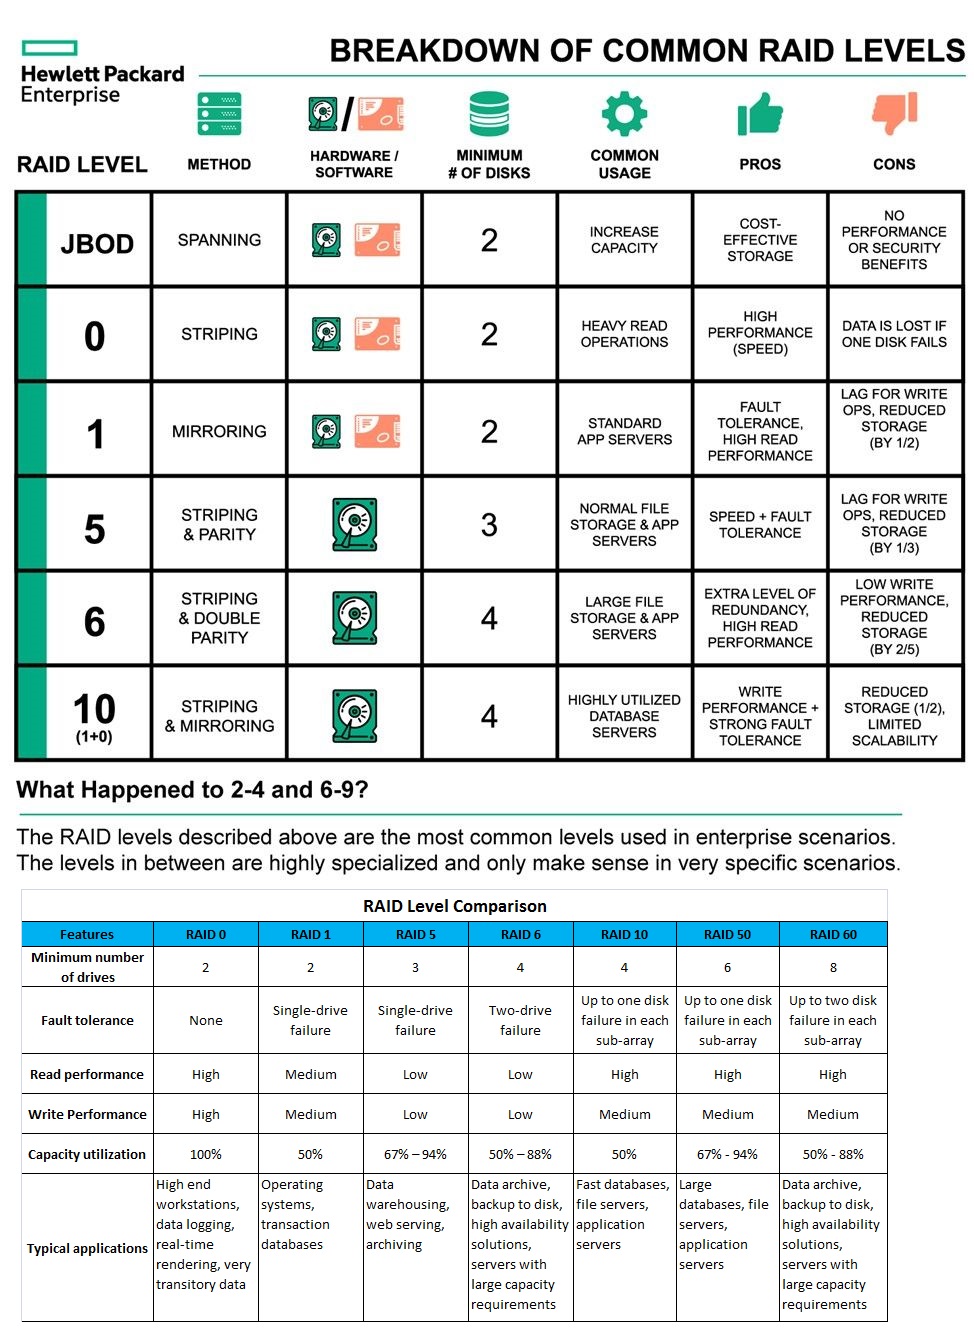 BREAKDOWN OF COMMON RAID LEVELS
Hewlett Packard
Enterprise
RAID LEVEL
METHOD
HARDWARE /
SOFTWARE
MINIMUM
# OF DISKS
COMMON
USAGE
PROS
CONS
JBOD
SPANNING
2
INCREASE
CAPACITY
COST-
EFFECTIVE
STORAGE
NO
PERFORMANCE
OR SECURITY
BENEFITS
0
STRIPING
2
HEAVY READ
OPERATIONS
HIGH
PERFORMANCE
(SPEED)
DATA IS LOST IF
ONE DISK FAILS
1
MIRRORING
2
STANDARD
APP SERVERS
FAULT
TOLERANCE,
HIGH READ
PERFORMANCE
LAG FOR WRITE
OPS, REDUCED
STORAGE
(BY 1/2)
5
STRIPING
& PARITY
3
NORMAL FILE
STORAGE & APP
SERVERS
SPEED + FAULT
TOLERANCE
LAG FOR WRITE
OPS, REDUCED
STORAGE
(BY 1/3)
6
STRIPING
& DOUBLE
PARITY
4
LARGE FILE
STORAGE & APP
SERVERS
EXTRA LEVEL OF
REDUNDANCY,
HIGH READ
PERFORMANCE
LOW WRITE
PERFORMANCE,
REDUCED
STORAGE
(BY 2/5)
10
(1+0)
STRIPING
& MIRRORING
4
HIGHLY UTILIZED
DATABASE
SERVERS
WRITE
PERFORMANCE +
STRONG FAULT
TOLERANCE
REDUCED
STORAGE (1/2),
LIMITED
SCALABILITY
What Happened to 2-4 and 6-9?
The RAID levels described above are the most common levels used in enterprise scenarios.
The levels in between are highly specialized and only make sense in very specific scenarios.
RAID Level Comparison
Features
RAID 0
RAID 1
RAID 5
RAID 6
RAID 10
RAID 50
RAID 60
Minimum number
of drives
2
2
3
4
4
6
8
Fault tolerance
None
Single-drive
failure
Single-drive
failure
Two-drive
failure
Up to one disk
failure in each
sub-array
Up to one disk
failure in each
sub-array
Up to two disk
failure in each
sub-array
Read performance
High
Medium
Low
Low
High
High
High
Write Performance
High
Medium
Low
Low
Medium
Medium
Medium
Capacity utilization
100%
50%
67% – 94%
50% – 88%
50%
67% - 94%
50% - 88%
Typical applications
High end
workstations,
data logging,
real-time
rendering, very
transitory data
Operating
systems,
transaction
databases
Data
warehousing,
web serving,
archiving
Data archive,
backup to disk,
high availability
solutions,
servers with
large capacity
requirements
Fast databases,
file servers,
application
servers
Large
databases, file
servers,
application
servers
Data archive,
backup to disk,
high availability
solutions,
servers with
large capacity
requirements